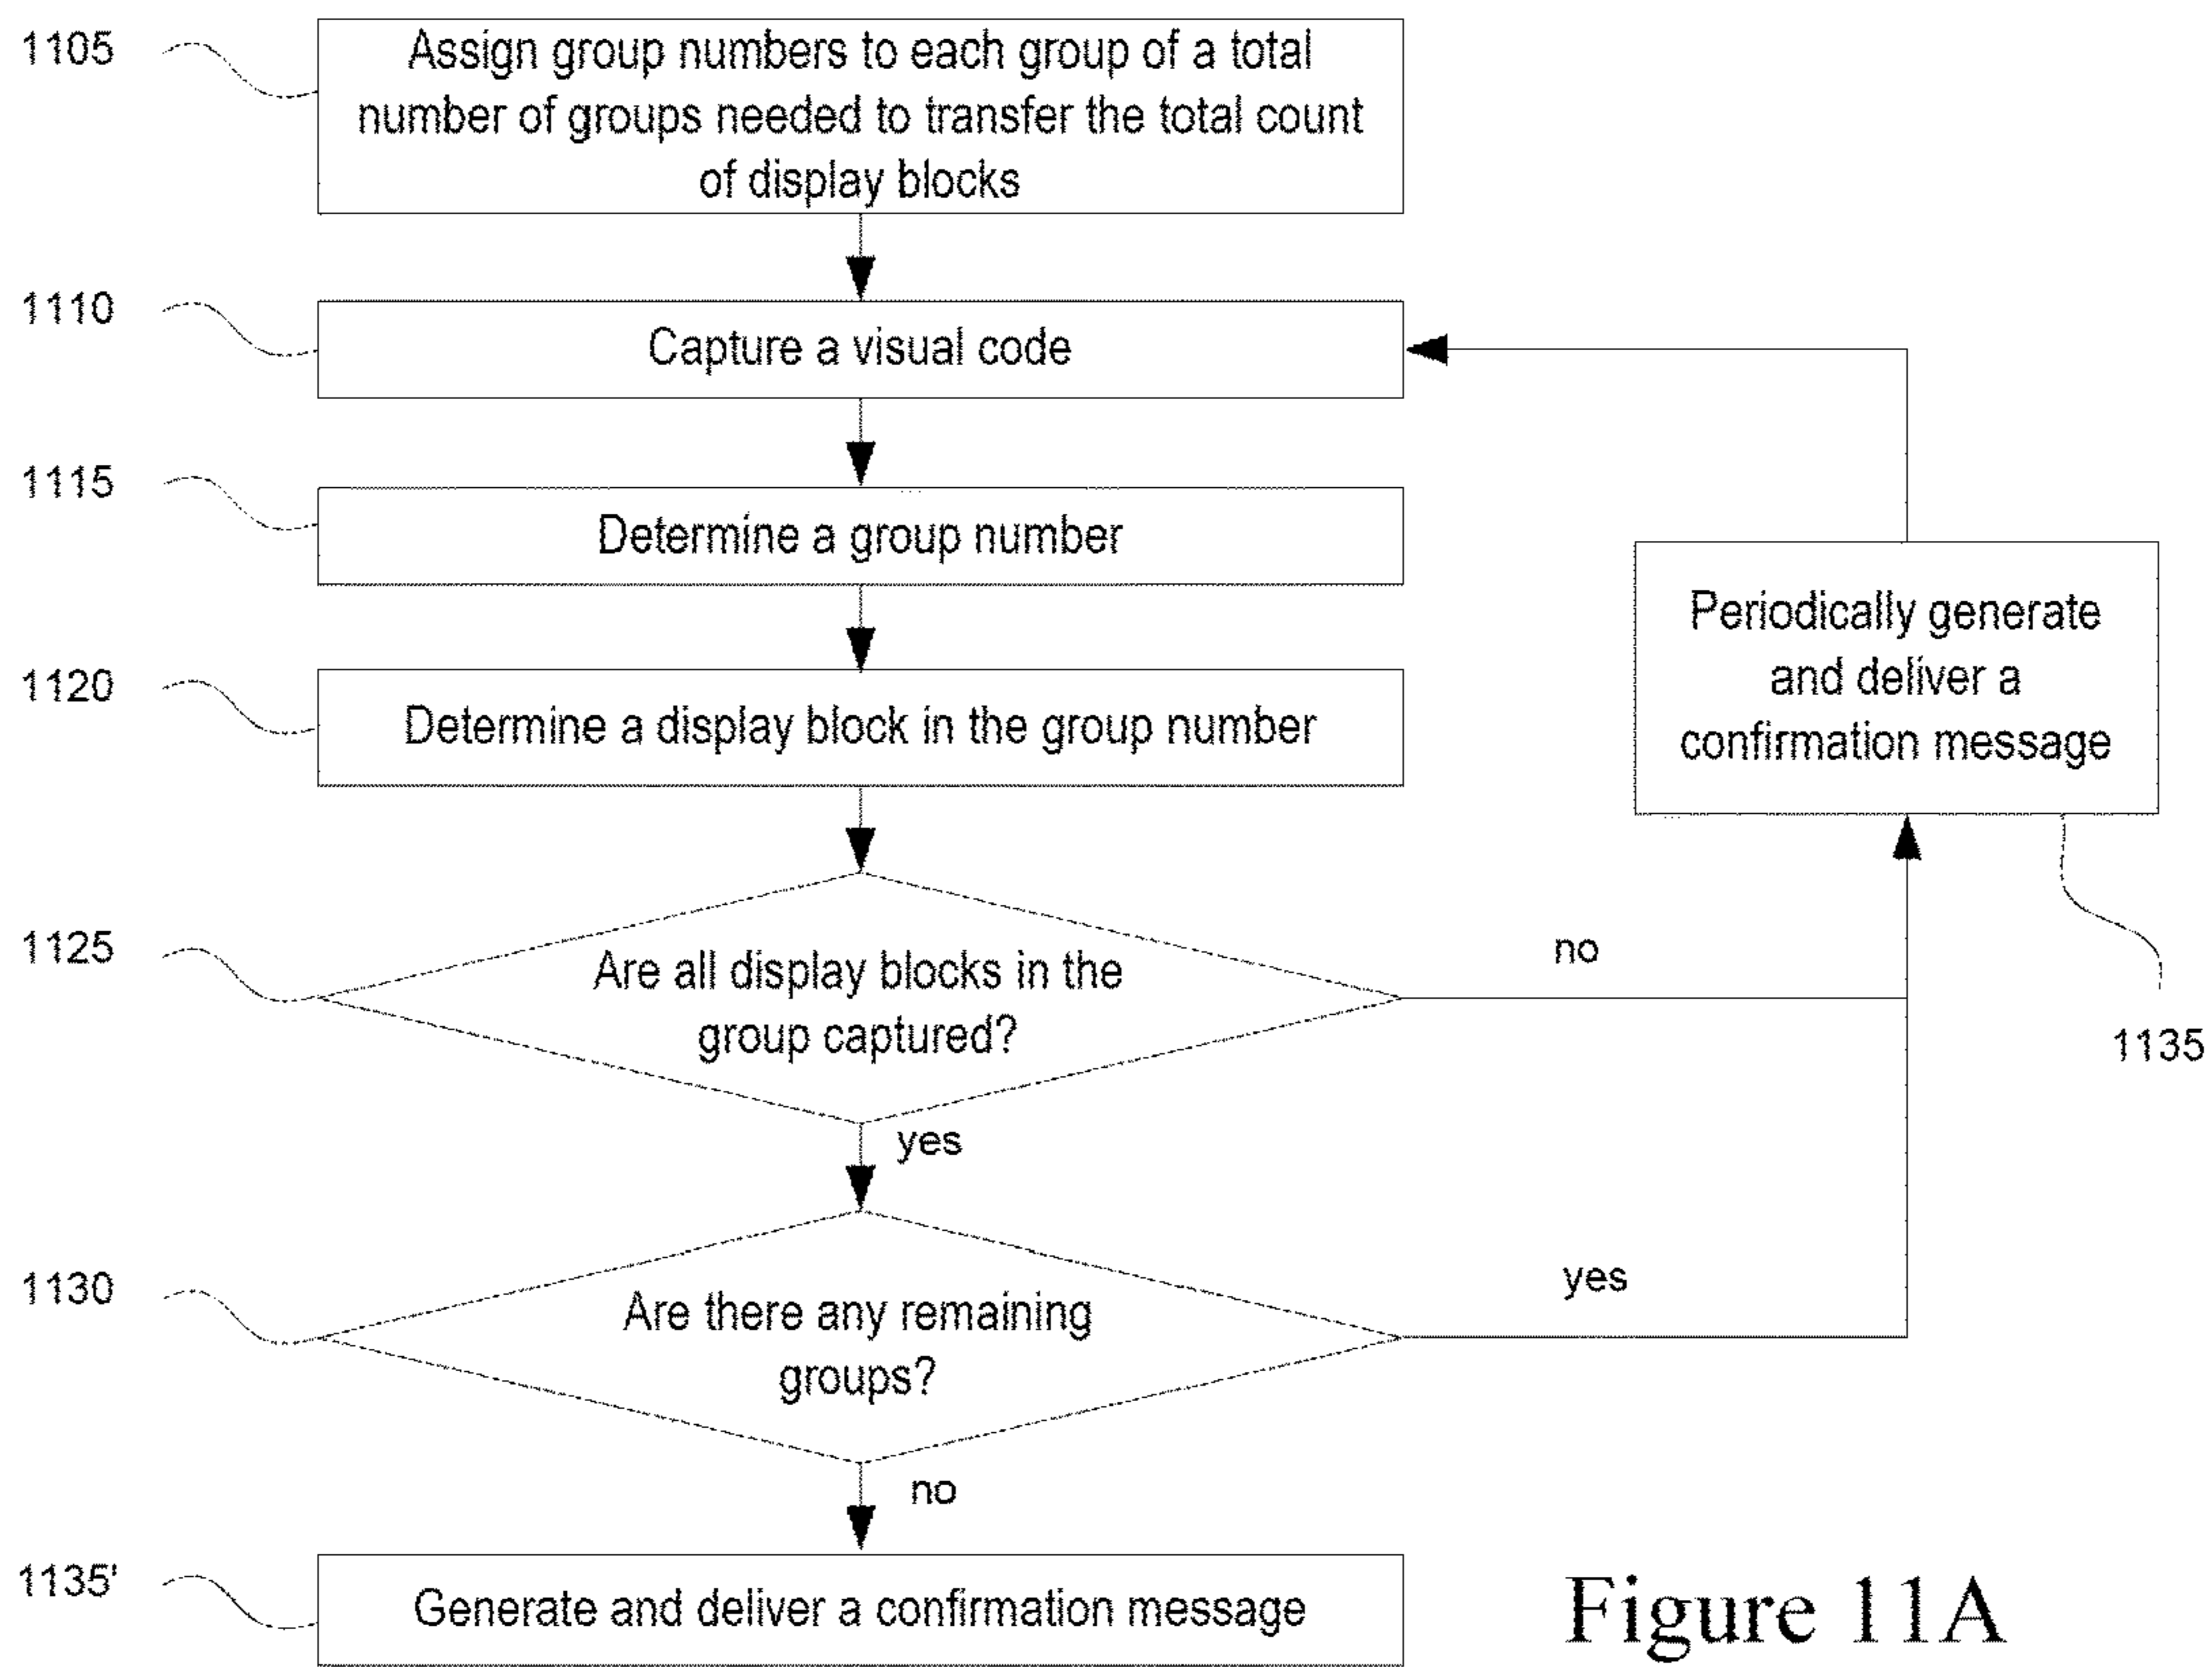 1105
Assign group numbers to each group of a total
number of groups needed to transfer the total count
of display blocks
1110
Capture a visual code
1115
Determine a group number
Periodically generate
and deliver a
confirmation message
1120
Determine a display block in the group number
1125
Are all display blocks in the
group captured?
no
1135
yes
1130
Are there any remaining
groups?
yes
no
1135'
Generate and deliver a confirmation message
Figure 11A